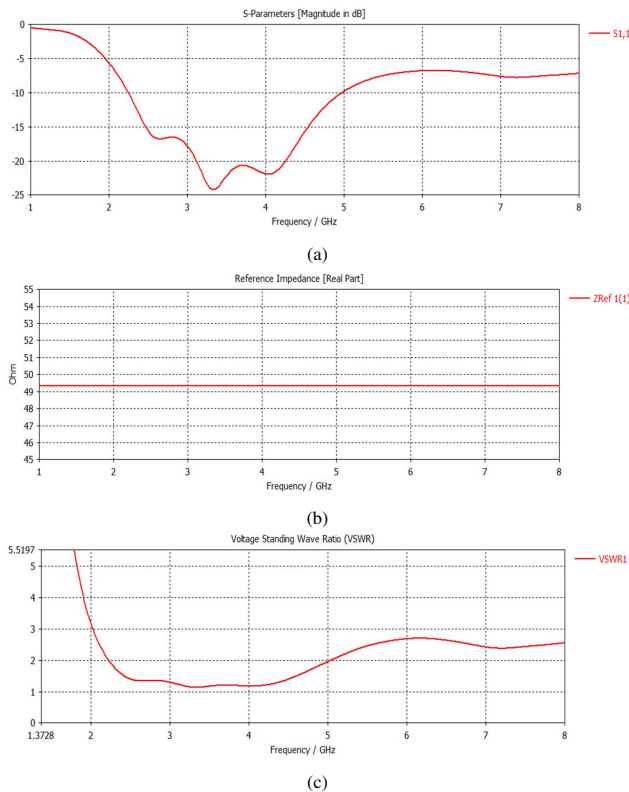 S-Parameters [Magnitude in dB]
0
-5
-10
-15
-20
-25
1 2 3 4 5 6 7 8
Frequency / GHz
S1,1
(a)
Reference Impedance [Real Part]
55
54
53
52
51
50
49
48
47
46
45
Ohm
1 2 3 4 5 6 7 8
Frequency / GHz
ZRef 1(1)
(b)
Voltage Standing Wave Ratio (VSWR)
5.5197
5
4
3
2
1
0
1.3728 2 3 4 5 6 7 8
Frequency / GHz
VSWR1
(c)